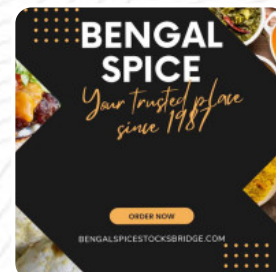 BENGAL
SPICE
Your trusted place
since 1987
ORDER NOW
BENGALSPICESTOCKSBRIDGE.COM